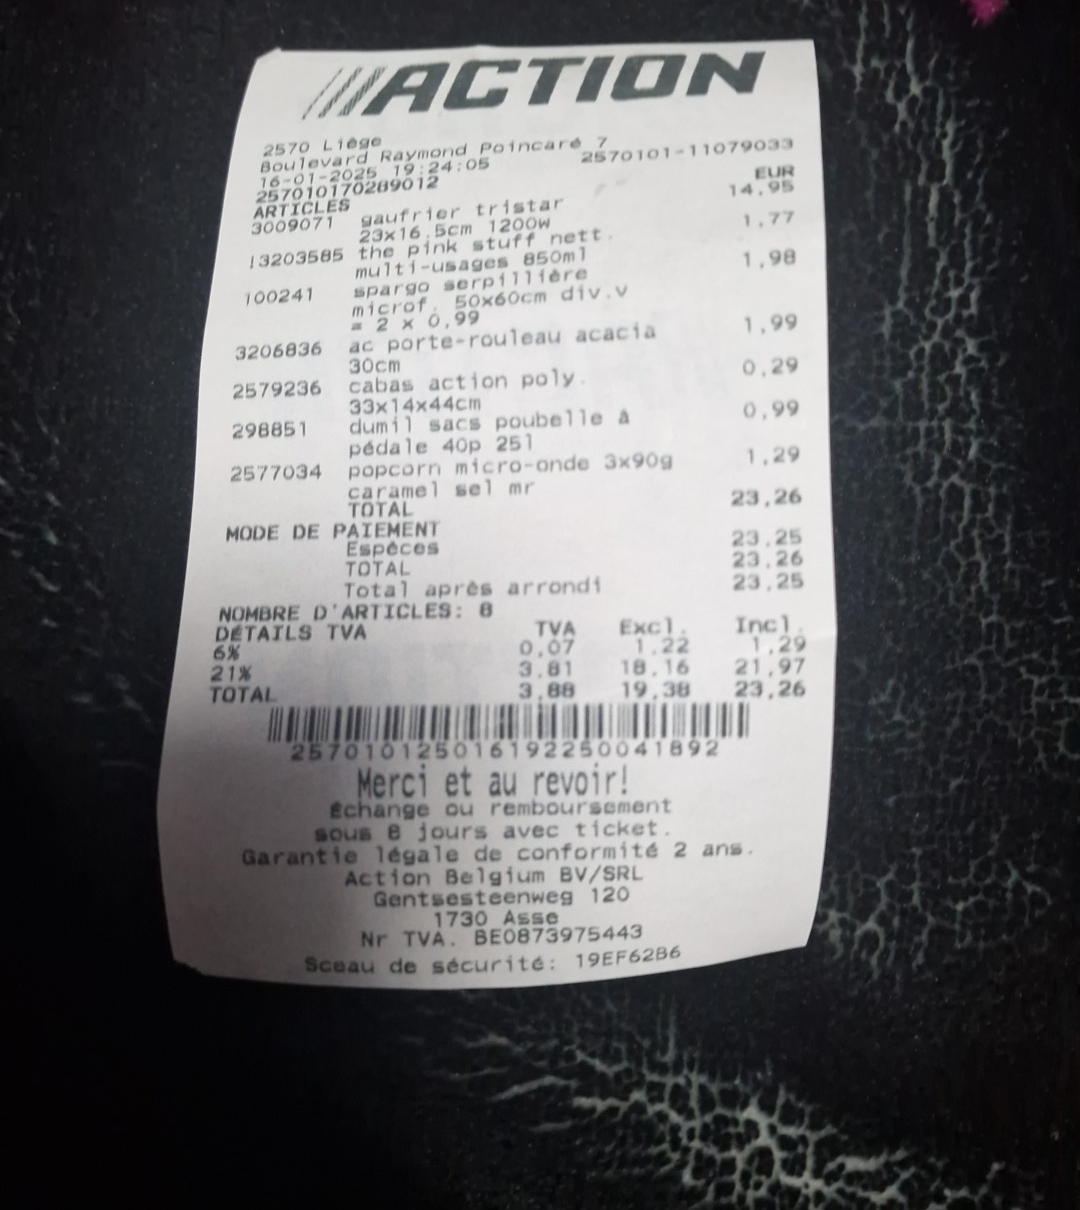 ACTION
2570 Liège
Boulevard Raymond Poincaré 7
16-01-2025 19:24:05 2570101-11079033
257010170289012
ARTICLES EUR
3009071 gaufrier tristar 14,95
23x16.5cm 1200w
13203585 the pink stuff nett. 1,77
multi-usages 850ml
100241 spargo serpillière 1,98
microf. 50x60cm div.v
= 2 x 0,99
3206836 ac porte-rouleau acacia 1,99
30cm
2579236 cabas action poly. 0,29
33x14x44cm
298851 dumil sacs poubelle à 0,99
pédale 40p 25l
2577034 popcorn micro-onde 3x90g 1,29
caramel sel mr
TOTAL 23,26
MODE DE PAIEMENT
Espèces 23,25
TOTAL 23,26
Total après arrondi 23,25
NOMBRE D'ARTICLES: 8
DÉTAILS TVA TVA Excl. Incl.
6% 0,07 1,22 1,29
21% 3,81 18,16 21,97
TOTAL 3,88 19,38 23,26
257010125016192250041892
Merci et au revoir!
Échange ou remboursement
sous 8 jours avec ticket.
Garantie légale de conformité 2 ans.
Action Belgium BV/SRL
Gentsesteenweg 120
1730 Asse
Nr TVA. BE0873975443
Sceau de sécurité: 19EF62B6